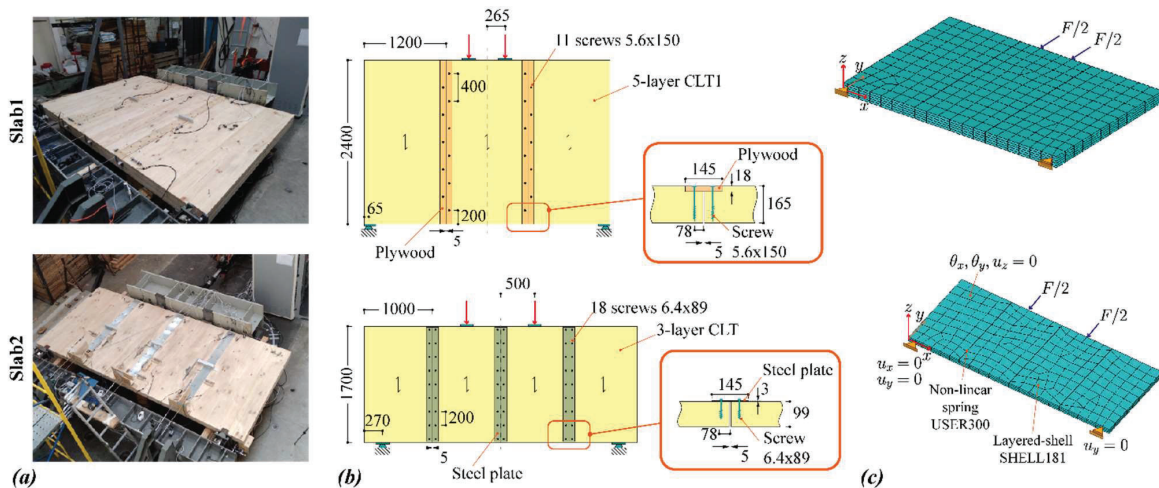 Slab1
265
1200
11 screws 5.6x150
400
5-layer CLT1
2400
Plywood
145
18
165
65
200
78
Screw
Plywood
5
5 5.6x150
z
y
x
F/2
F/2
Slab2
500
1000
18 screws 6.4x89
3-layer CLT
1700
Steel plate
145
3
99
270
200
78
Screw
5
5 6.4x89
Steel plate
θx, θy, uz = 0
F/2
F/2
z
y
x
ux = 0
uy = 0
Non-linear
spring
USER300
Layered-shell
SHELL181
uy = 0
(a)
(b)
(c)